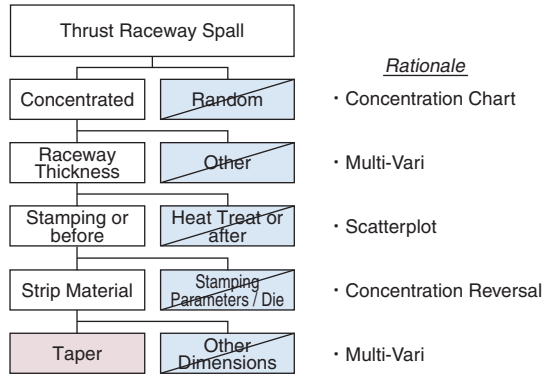 Thrust Raceway Spall
Rationale
Concentrated
Random
· Concentration Chart
Raceway
Thickness
Other
· Multi-Vari
Stamping or
before
Heat Treat or
after
· Scatterplot
Strip Material
Stamping
Parameters / Die
· Concentration Reversal
Taper
Other
Dimensions
· Multi-Vari